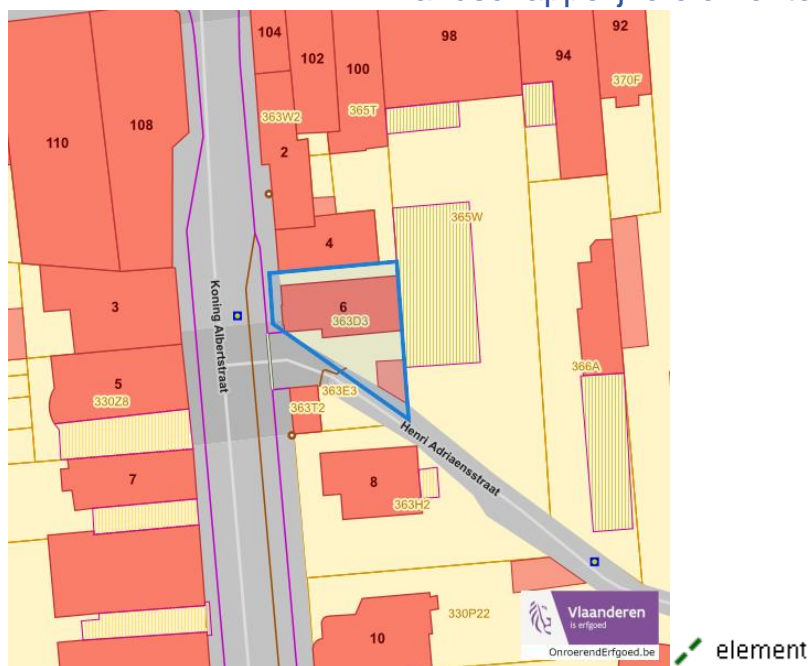 104
102
100
98
92
94
370F
365T
363W2
110
108
2
365W
4
3
Koning Albertstraat
6
363D3
366A
5
330Z8
363T2
363E3
Henri Adriaensstraat
7
8
363H2
330P22
10
Vlaanderen
is erfgoed
OnroerendErfgoed.be
element